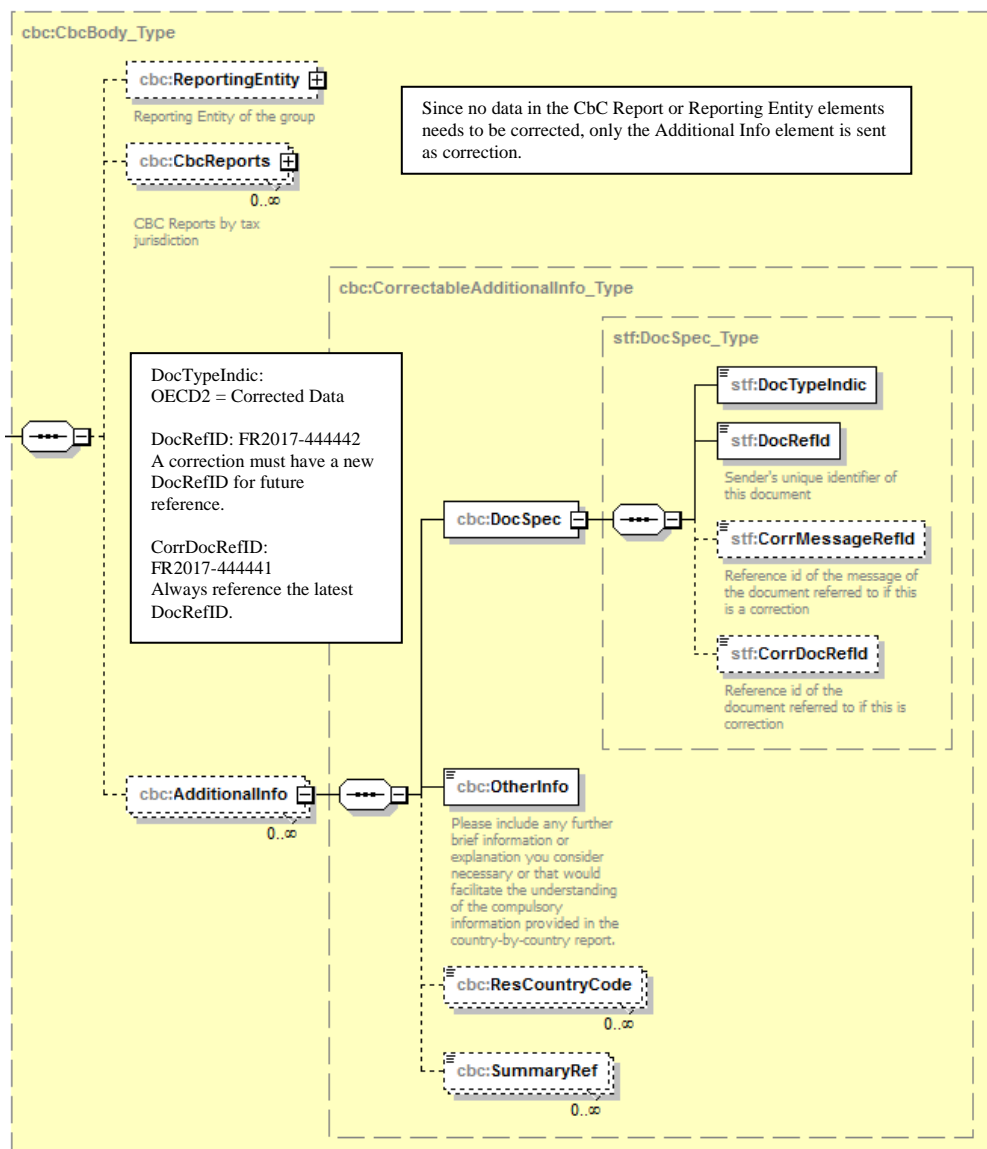 cbc:CbcBody_Type
cbc:ReportingEntity
Reporting Entity of the group
Since no data in the CbC Report or Reporting Entity elements
needs to be corrected, only the Additional Info element is sent
as correction.
cbc:CbcReports
0..∞
CBC Reports by tax
jurisdiction
cbc:CorrectableAdditionalInfo_Type
stf:DocSpec_Type
DocTypeIndic:
OECD2 = Corrected Data
DocRefID: FR2017-444442
A correction must have a new
DocRefID for future
reference.
CorrDocRefID:
FR2017-444441
Always reference the latest
DocRefID.
stf:DocTypeIndic
stf:DocRefId
Sender's unique identifier of
this document
cbc:DocSpec
stf:CorrMessageRefId
Reference id of the message of
the document referred to if this
is a correction
stf:CorrDocRefId
Reference id of the
document referred to if this is
correction
cbc:AdditionalInfo
0..∞
cbc:OtherInfo
Please include any further
brief information or
explanation you consider
necessary or that would
facilitate the understanding
of the compulsory
information provided in the
country-by-country report.
cbc:ResCountryCode
0..∞
cbc:SummaryRef
0..∞